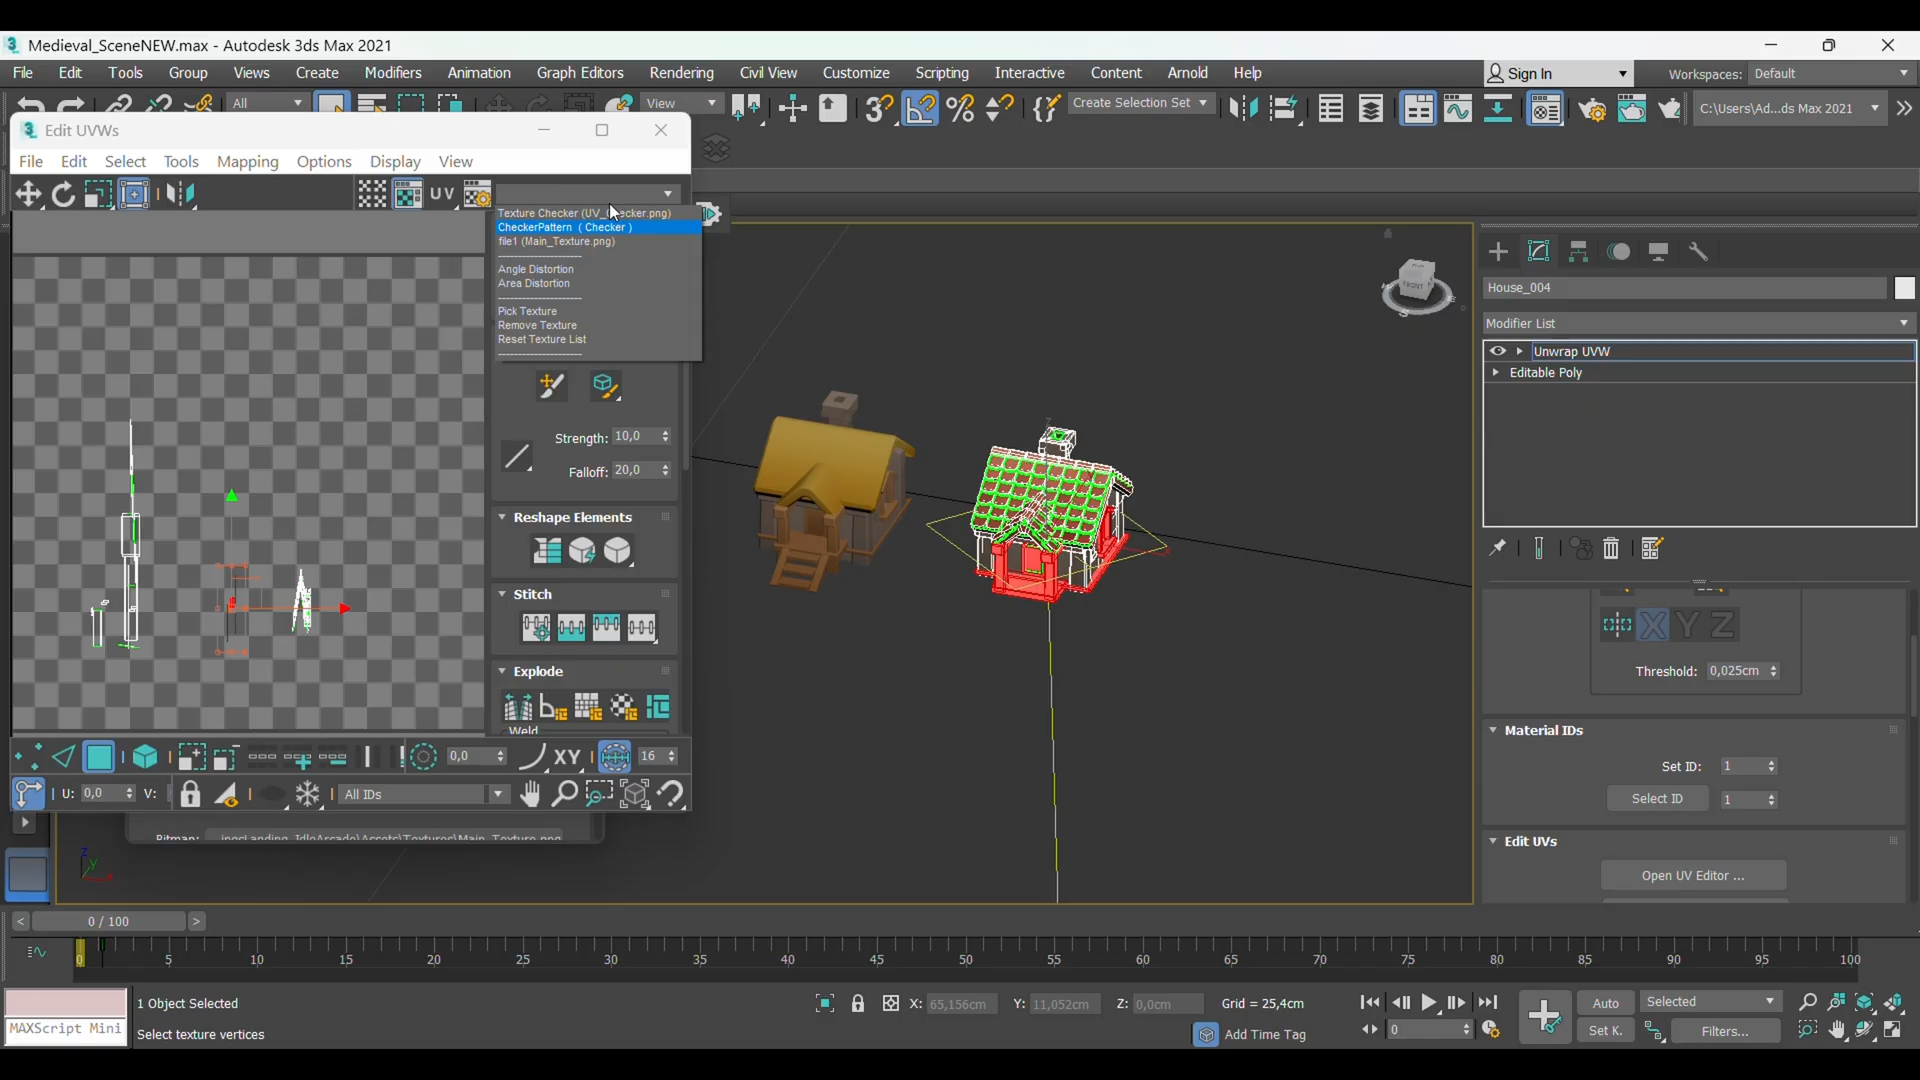 Medieval_SceneNEW.max - Autodesk 3ds Max 2021
File Edit Tools Group Views Create Modifiers Animation Graph Editors Rendering Civil View Customize Scripting Interactive Content Arnold Help
Sign In
Workspaces: Default
All
View
Create Selection Set
C:\Users\Ad...ds Max 2021
Edit UVWs
File Edit Select Tools Mapping Options Display View
UV
CheckerPattern ( Checker )
file1 (Main_Texture.png)
Angle Distortion
Area Distortion
Pick Texture
Remove Texture
Reset Texture List
Strength: 10,0
Falloff: 20,0
Reshape Elements
Stitch
Explode
Weld
0,0
XY
16
U: 0,0 V:
All IDs
FRONT
S
Z
House_004
Modifier List
Unwrap UVW
Editable Poly
X Y Z
Threshold: 0,025cm
Material IDs
Set ID: 1
Select ID 1
Edit UVs
Open UV Editor ...
z
y
< 0 / 100 >
0 5 10 15 20 25 30 35 40 45 50 55 60 65 70 75 80 85 90 95 100
1 Object Selected
MAXScript Mini
Select texture vertices
X: 65,156cm Y: 11,052cm Z: 0,0cm Grid = 25,4cm
Add Time Tag
0
Auto
Selected
Set K.
Filters...